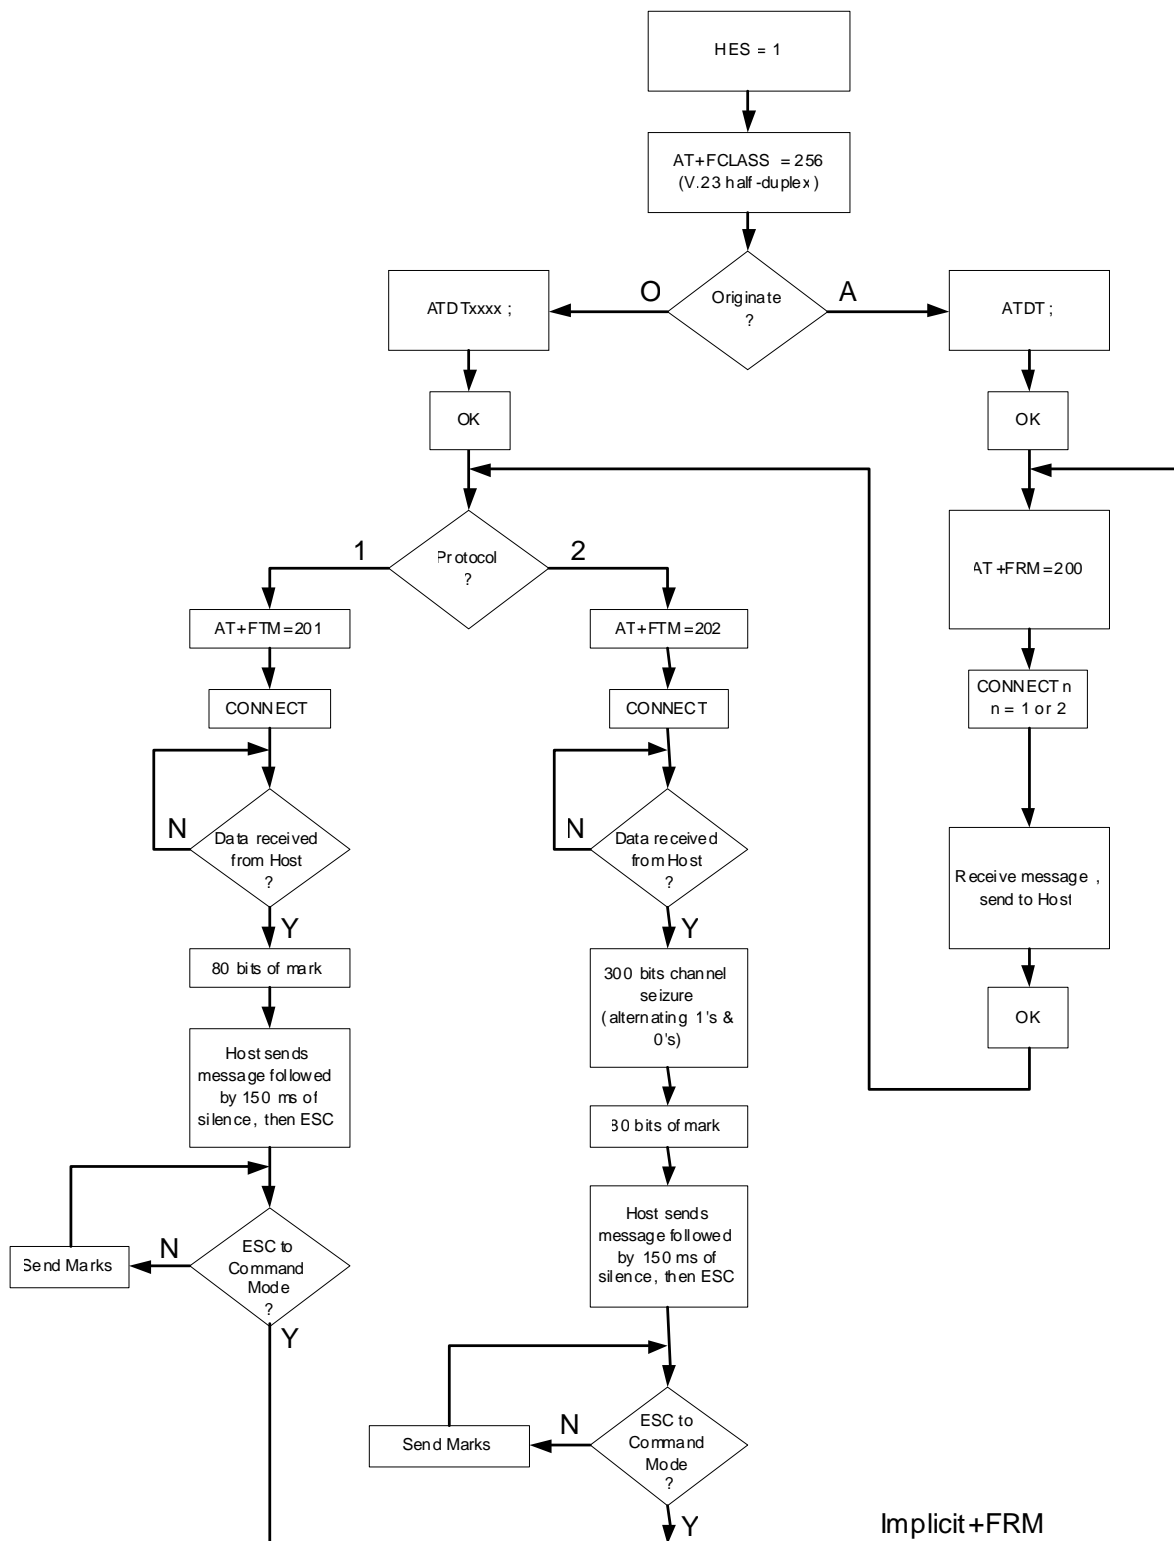 HES = 1
AT+FCLASS = 256
(V.23 half-duplex)
Originate
?
O
A
ATDTxxxx ;
ATDT ;
OK
OK
Protocol
?
1
2
AT+FTM=201
AT+FTM=202
AT+FRM=200
CONNECT
CONNECT
CONNECT n
n = 1 or 2
Data received
from Host
?
N
Y
Data received
from Host
?
N
Y
Receive message ,
send to Host
80 bits of mark
300 bits channel
seizure
(alternating 1's &
0's)
OK
Host sends
message followed
by 150 ms of
silence, then ESC
80 bits of mark
Host sends
message followed
by 150 ms of
silence, then ESC
ESC to
Command
Mode
?
N
Send Marks
Y
ESC to
Command
Mode
?
N
Send Marks
Y
Implicit+FRM